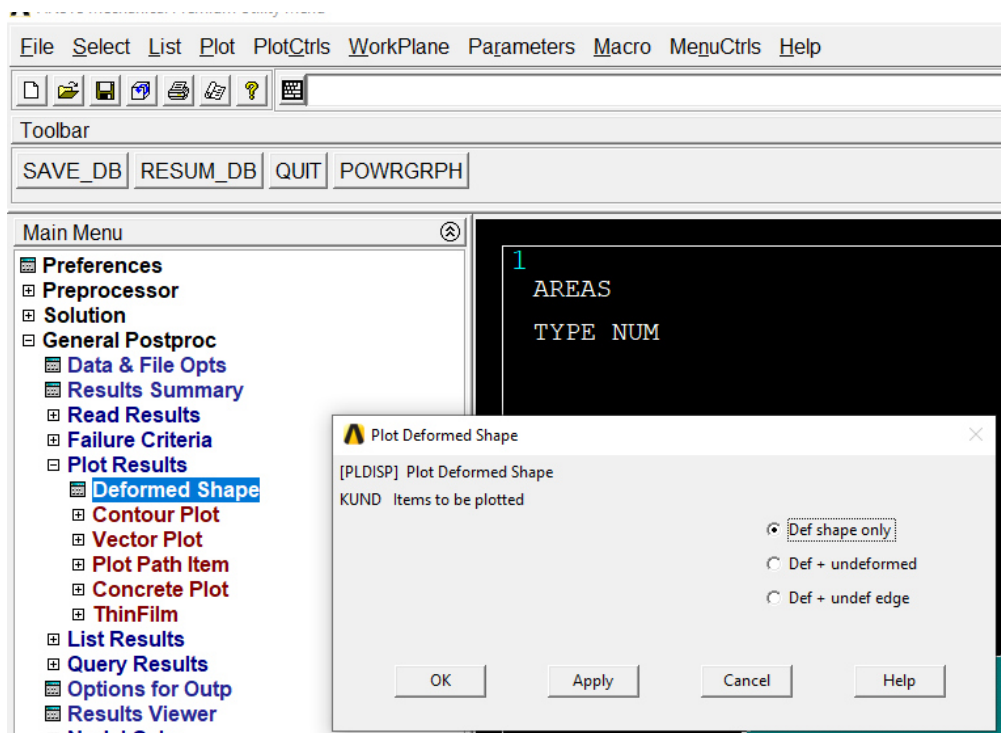 File Select List Plot PlotCtrls WorkPlane Parameters Macro MenuCtrls Help
Toolbar
SAVE_DB RESUM_DB QUIT POWRGRPH
Main Menu
Preferences
Preprocessor
Solution
General Postproc
Data & File Opts
Results Summary
Read Results
Failure Criteria
Plot Results
Deformed Shape
Contour Plot
Vector Plot
Plot Path Item
Concrete Plot
ThinFilm
List Results
Query Results
Options for Outp
Results Viewer
1
AREAS
TYPE NUM
Plot Deformed Shape
[PLDISP] Plot Deformed Shape
KUND Items to be plotted
Def shape only
Def + undeformed
Def + undef edge
OK Apply Cancel Help